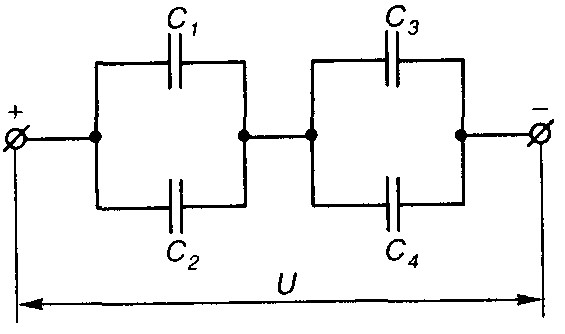 C₁ C₃
+ −
C₂ C₄
U